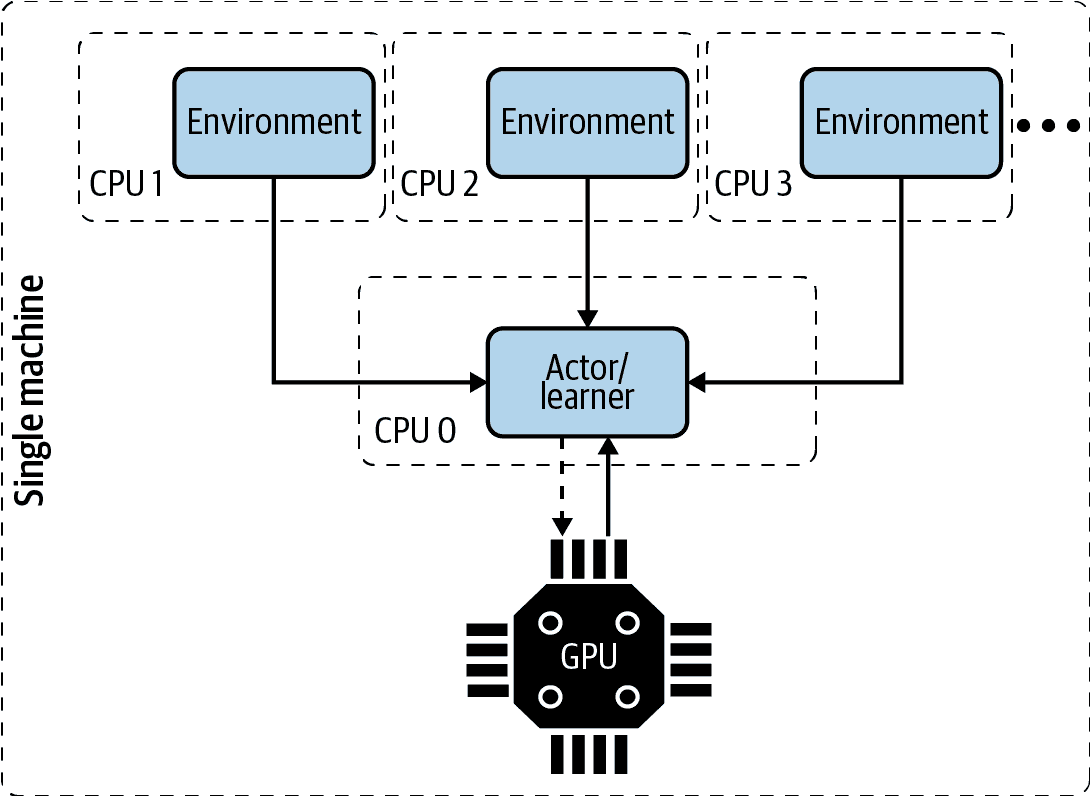 Environment
CPU 1
Environment
CPU 2
Environment
CPU 3
Single machine
Actor/
learner
CPU 0
GPU